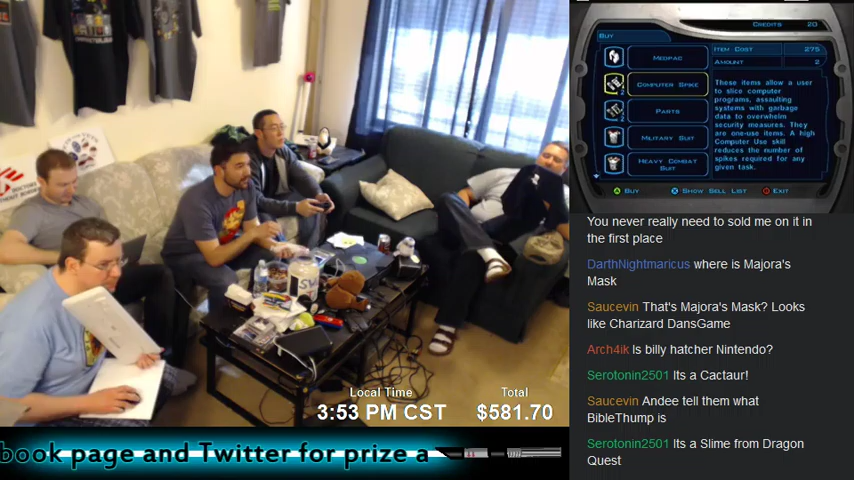 CREDITS 20
BUY
MEDPAC
COMPUTER SPIKE
PARTS
MILITARY SUIT
HEAVY COMBAT
SUIT
ITEM COST 275
AMOUNT 2
These items allow a user
to slice computer
programs, assaulting
systems with garbage
data to overwhelm
security measures. They
are one-use items. A high
Computer Use skill
reduces the number of
spikes required for any
given task.
A BUY
X SHOW SELL LIST
EXIT
You never really need to sold me on it in
the first place
DarthNightmaricus where is Majora's
Mask
Saucevin That's Majora's Mask? Looks
like Charizard DansGame
Arch4ik Is billy hatcher Nintendo?
Serotonin2501 Its a Cactaur!
Saucevin Andee tell them what
BibleThump is
Serotonin2501 Its a Slime from Dragon
Quest
DOCTORS
WITHOUT BORDERS
Local Time
3:53 PM CST
Total
$581.70
book page and Twitter for prize a